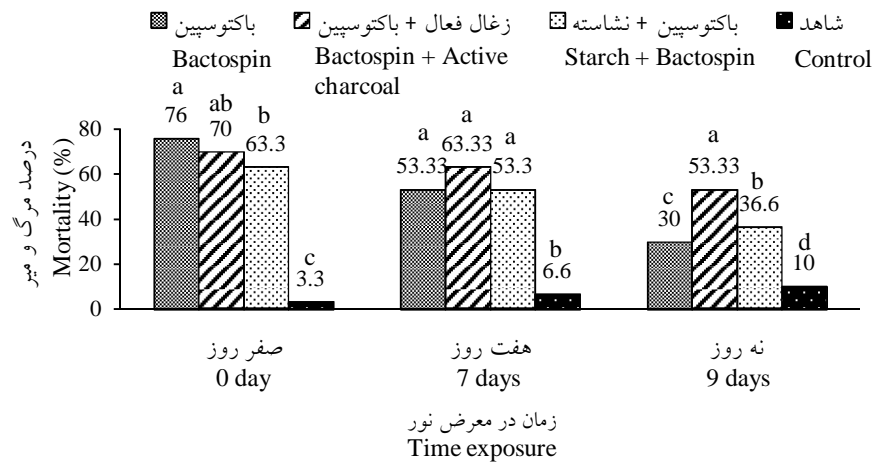 باکتوسپین
Bactospin
زغال فعال + باکتوسپین
Bactospin + Active
charcoal
باکتوسپین + نشاسته
Starch + Bactospin
شاهد
Control
درصد مرگ و میر
Mortality (%)
80
60
40
20
0
a
76
ab
70
b
63.3
c
3.3
a
53.33
a
63.33
a
53.3
b
6.6
c
30
a
53.33
b
36.6
d
10
صفر روز
0 day
هفت روز
7 days
نه روز
9 days
زمان در معرض نور
Time exposure